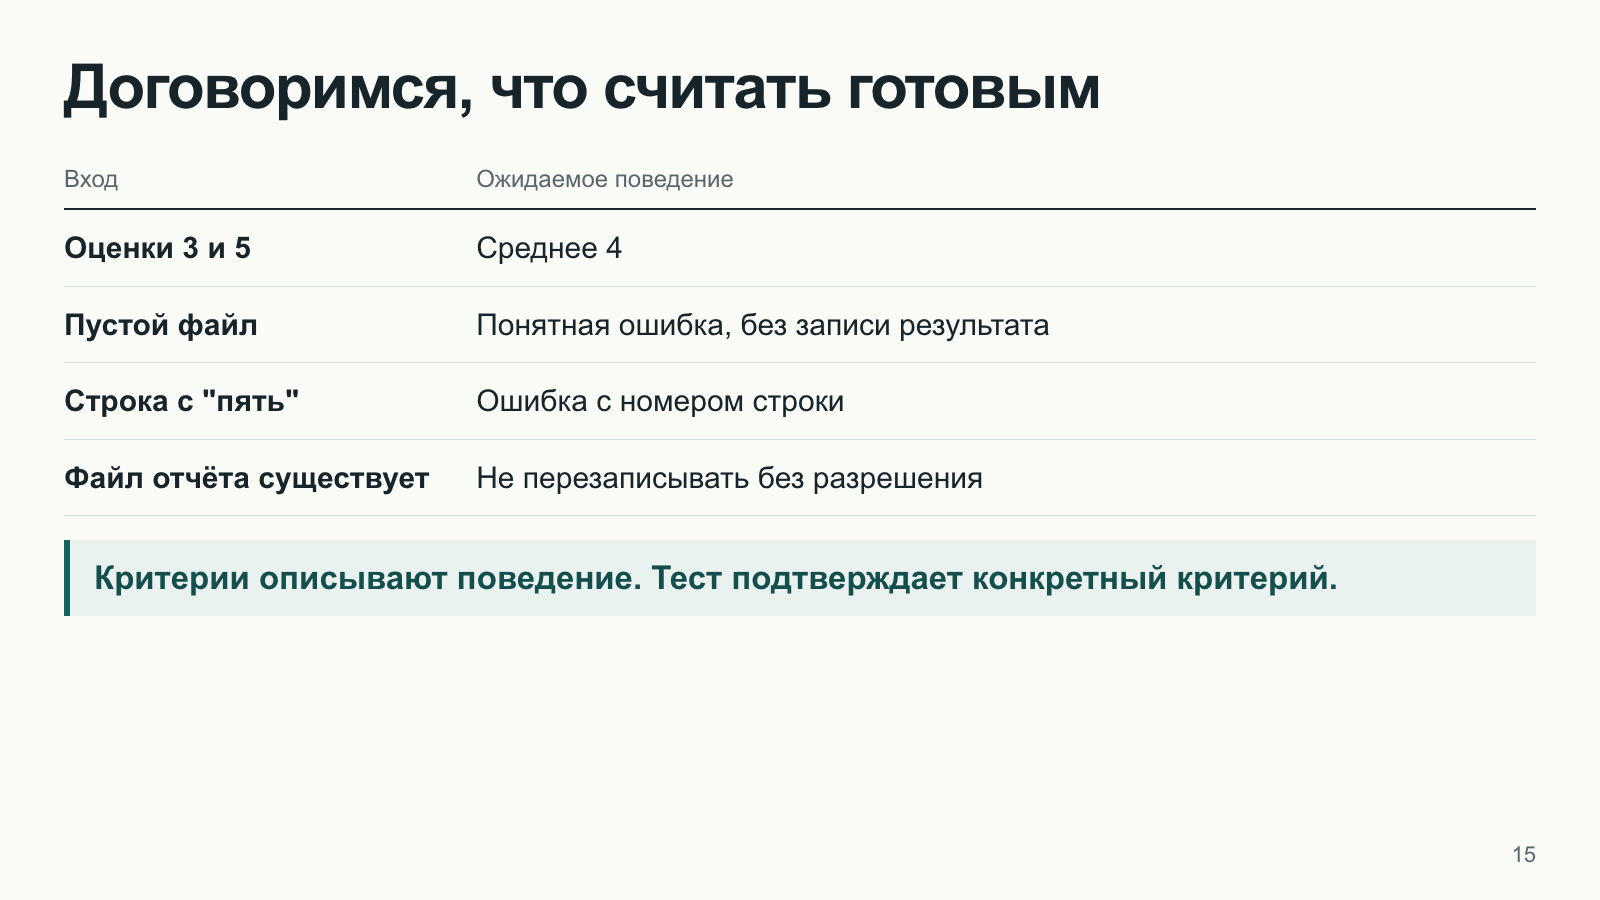 Договоримся, что считать готовым
Вход Ожидаемое поведение
Оценки 3 и 5 Среднее 4
Пустой файл Понятная ошибка, без записи результата
Строка с "пять" Ошибка с номером строки
Файл отчёта существует Не перезаписывать без разрешения
Критерии описывают поведение. Тест подтверждает конкретный критерий.
15